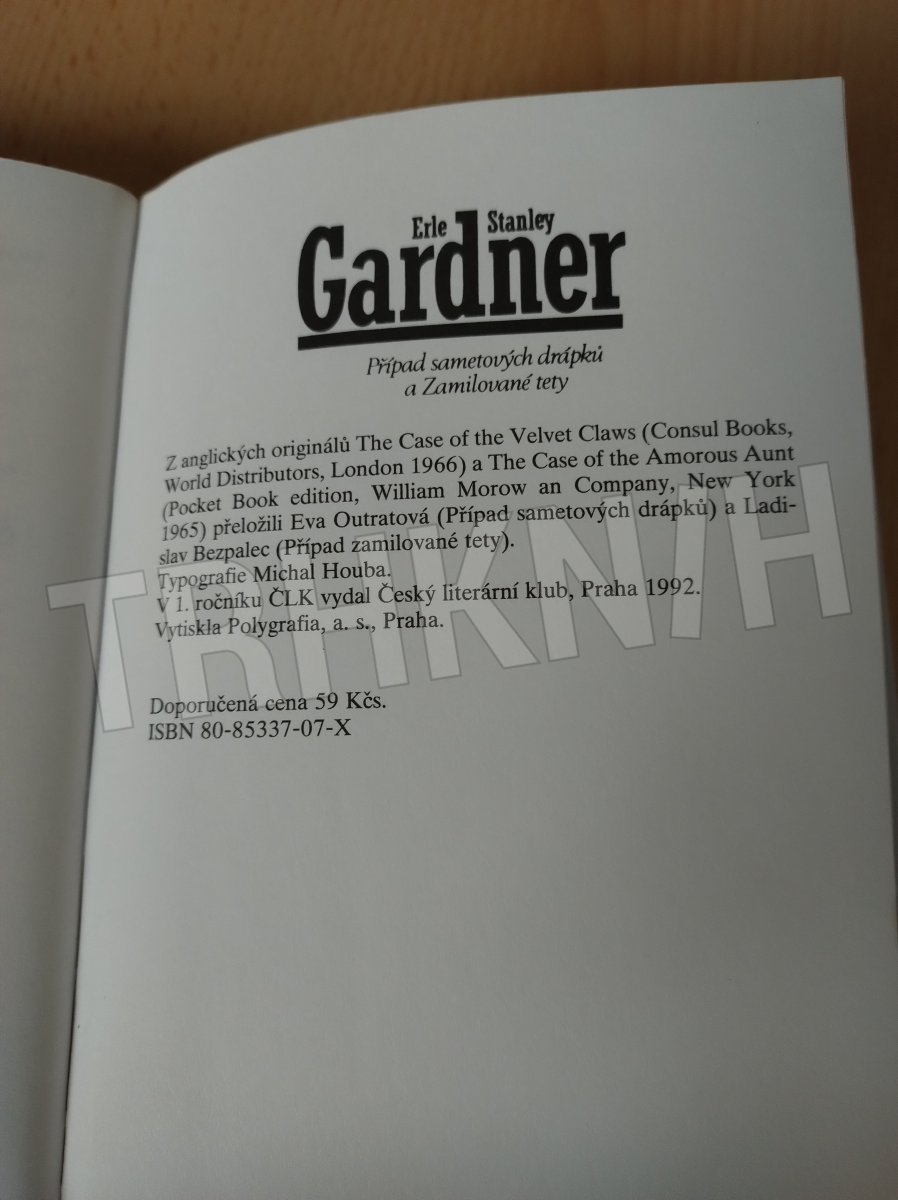 Erle Stanley
Gardner
Případ sametových drápků
a Zamilované tety
Z anglických originálů The Case of the Velvet Claws (Consul Books,
World Distributors, London 1966) a The Case of the Amorous Aunt
(Pocket Book edition, William Morow an Company, New York
1965) přeložili Eva Outratová (Případ sametových drápků) a Ladi-
slav Bezpalec (Případ zamilované tety).
Typografie Michal Houba.
V 1. ročníku ČLK vydal Český literární klub, Praha 1992.
Vytiskla Polygrafia, a. s., Praha.
Doporučená cena 59 Kčs.
ISBN 80-85337-07-X
TRHKNIH